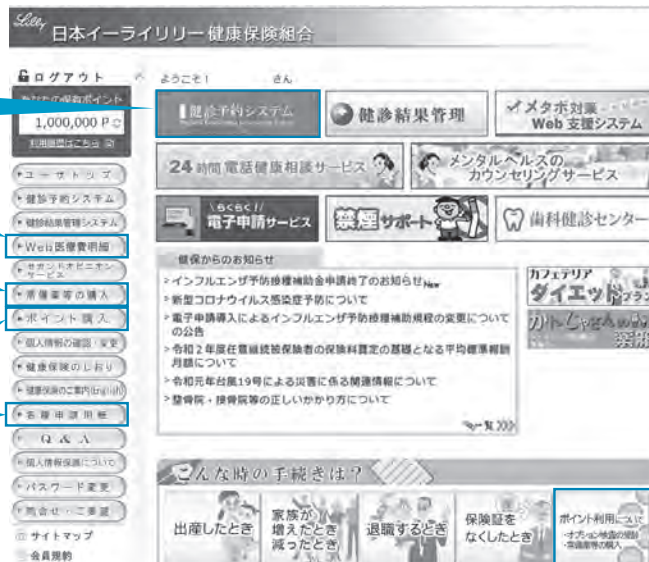 Lilly
日本イーライリリー健康保険組合
ログアウト
ようこそ！　さん
あなたの保有ポイント
1,000,000 P
利用履歴はこちら
ユーザトップ
健診予約システム
健診結果管理システム
Web医療費明細
セカンドオピニオン
サービス
常備薬等の購入
ポイント購入
個人情報の確認・変更
健康保険のしおり
健康保険のご案内(English)
各種申請用紙
Q & A
個人情報保護について
パスワード変更
問合せ・ご要望
サイトマップ
会員規約
健診予約システム
健診結果管理
メタボ対策
Web 支援システム
24時間電話健康相談サービス
メンタルヘルスの
カウンセリングサービス
\らくらく!/
電子申請サービス
禁煙サポート
歯科健診センター
健保からのお知らせ
>インフルエンザ予防接種補助金申請終了のお知らせNew
>新型コロナウイルス感染症予防について
>電子申請導入によるインフルエンザ予防接種補助規程の変更について
の公告
>令和２年度任意継続被保険者の保険料算定の基礎となる平均標準報酬
月額について
>令和元年台風19号による災害に係る関連情報について
>整骨院・接骨院等の正しいかかり方について
一覧 >>>
カフェテリア
ダイエットプラン
こんな時の手続きは？
出産したとき
家族が
増えたとき
減ったとき
退職するとき
保険証を
なくしたとき
ポイント利用について
・オプション検査の受診
・常備薬等の購入